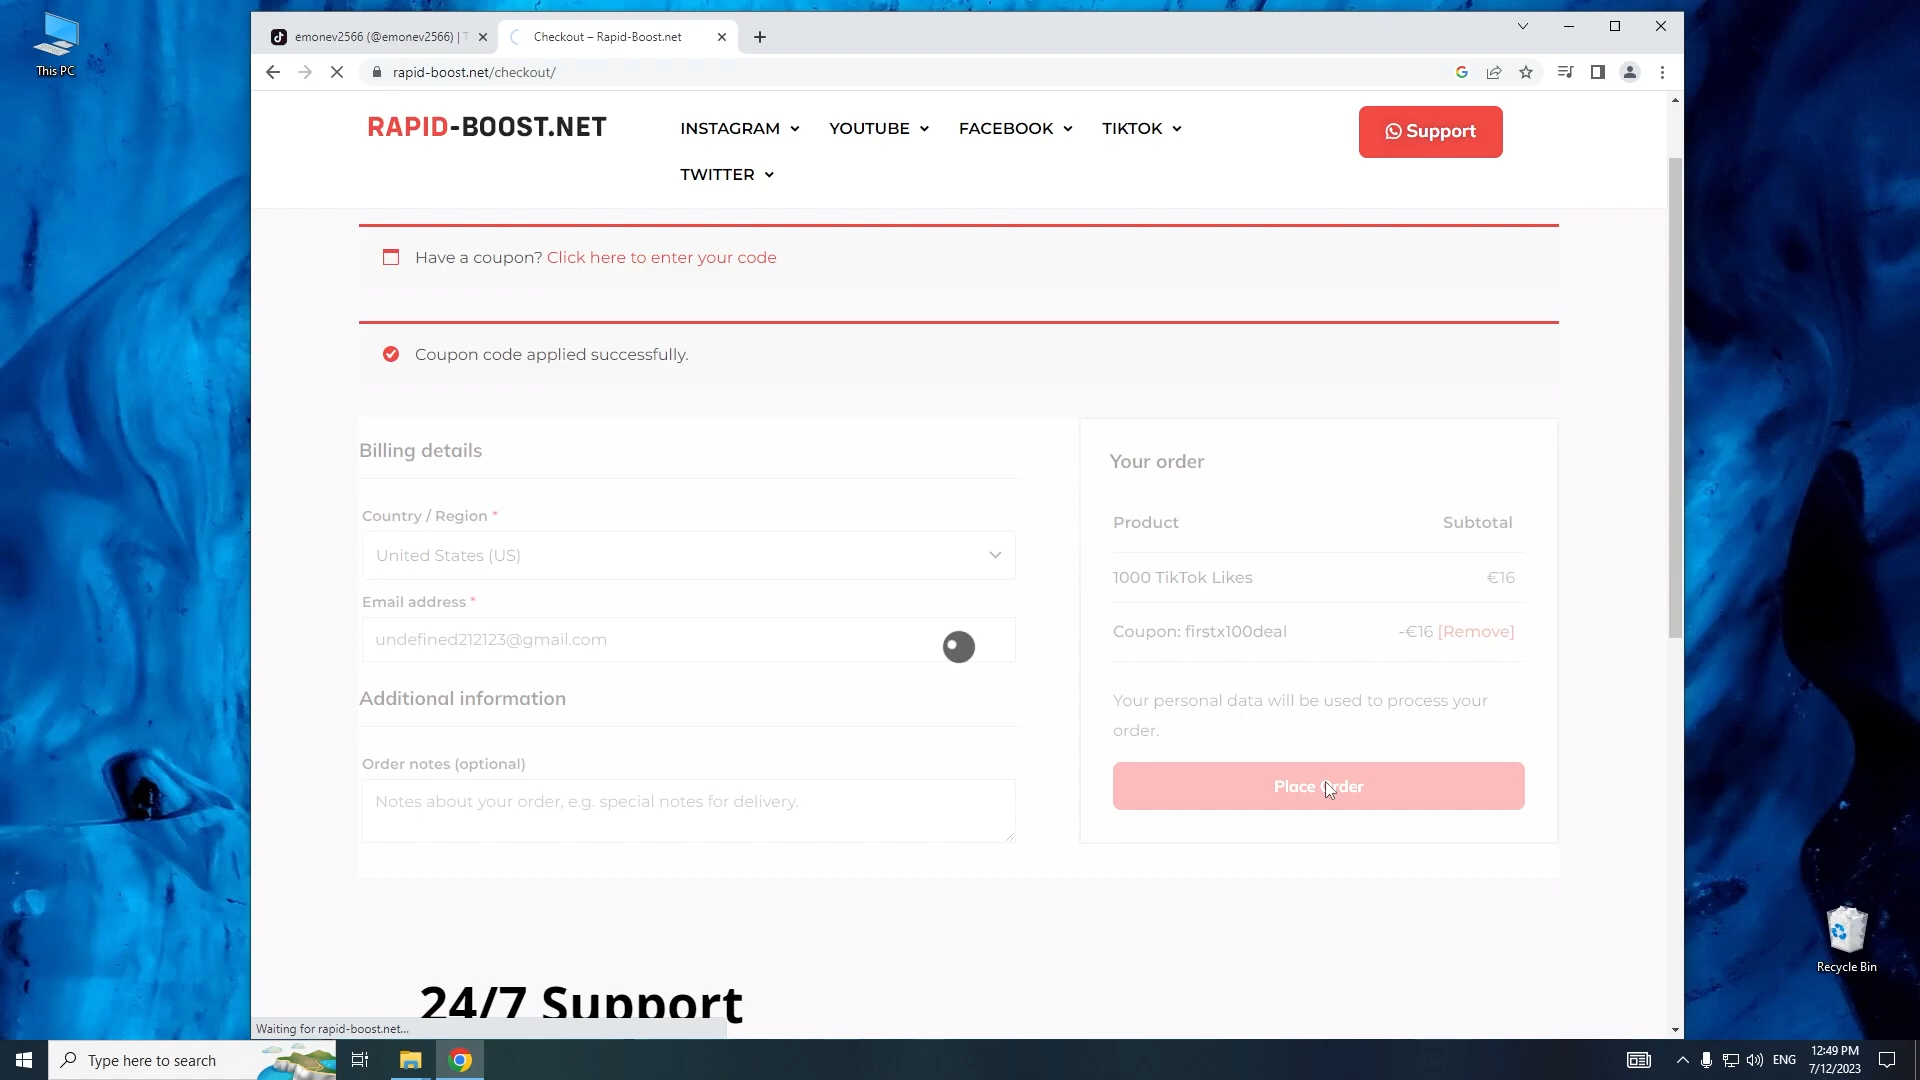 This PC
emonev2566 (@emonev2566) | T
Checkout – Rapid-Boost.net
rapid-boost.net/checkout/
RAPID-BOOST.NET
INSTAGRAM
YOUTUBE
FACEBOOK
TIKTOK
TWITTER
Support
Have a coupon? Click here to enter your code
Coupon code applied successfully.
Billing details
Country / Region *
United States (US)
Email address *
undefined212123@gmail.com
Additional information
Order notes (optional)
Notes about your order, e.g. special notes for delivery.
Your order
Product Subtotal
1000 TikTok Likes €16
Coupon: firstx100deal -€16 [Remove]
Your personal data will be used to process your
order.
Place Order
24/7 Support
Waiting for rapid-boost.net...
Recycle Bin
Type here to search
ENG
12:49 PM
7/12/2023